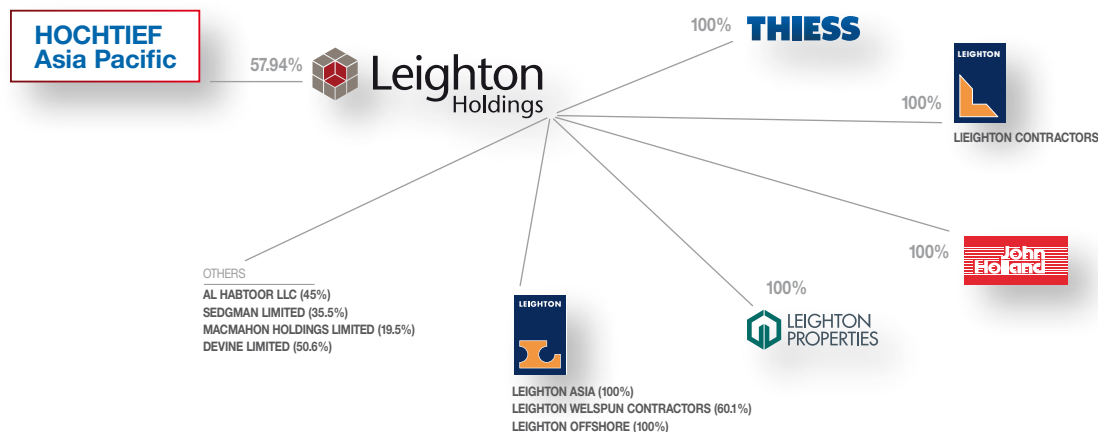 HOCHTIEF
Asia Pacific
57.94%
Leighton
Holdings
100%
THIESS
100%
LEIGHTON
LIEIGHTON CONTRACTORS
100%
John
Holland
100%
LEIGHTON
PROPERTIES
OTHERS
AL HABTOOR LLC (45%)
SEDGMAN LIMITED (35.5%)
MACMAHON HOLDINGS LIMITED (19.5%)
DEVINE LIMITED (50.6%)
LEIGHTON
LEIGHTON ASIA (100%)
LEIGHTON WELSPUN CONTRACTORS (60.1%)
LEIGHTON OFFSHORE (100%)